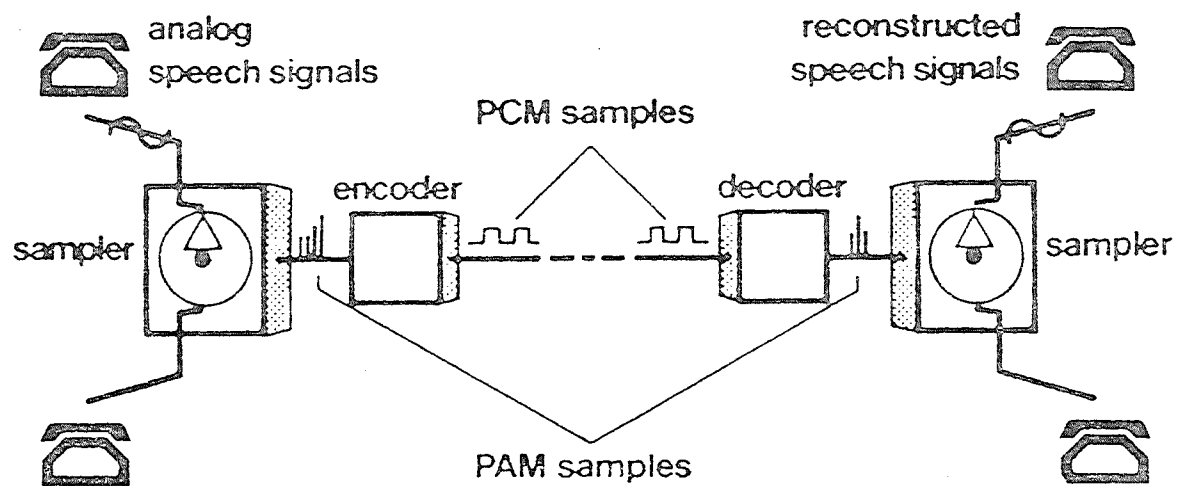 analog
speech signals
reconstructed
speech signals
PCM samples
encoder
decoder
sampler
sampler
PAM samples